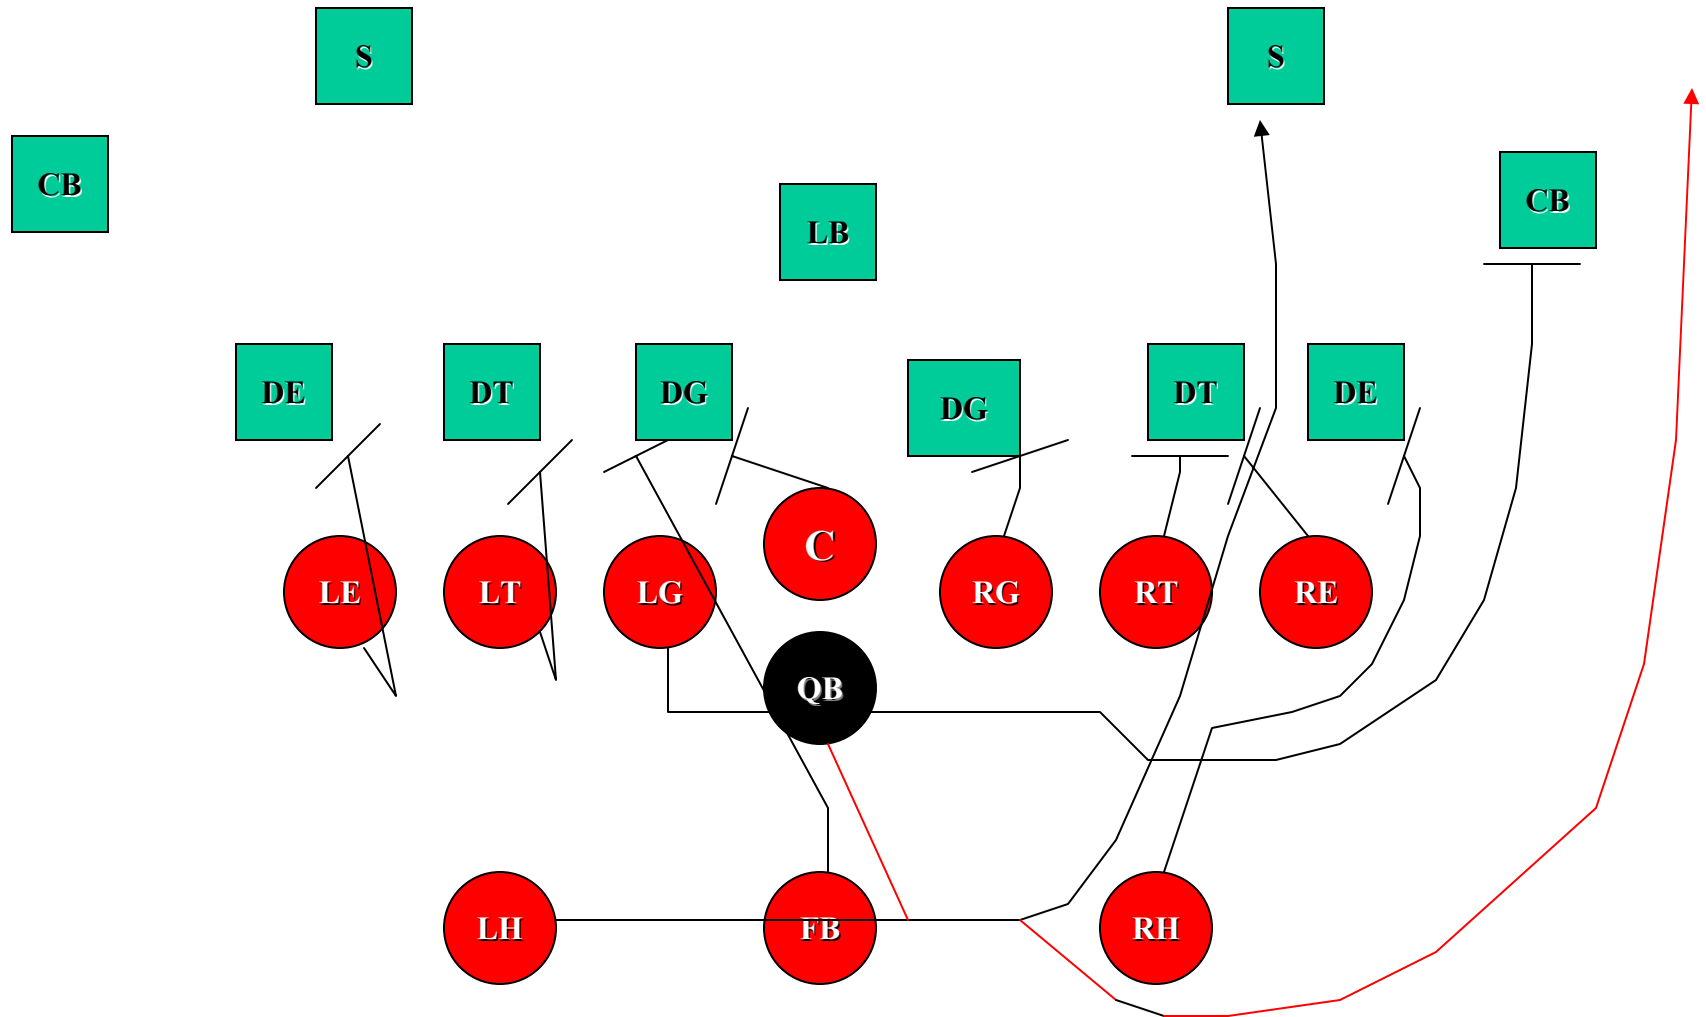 S
S
CB
CB
LB
DE
DT
DG
DG
DT
DE
C
LE
LT
LG
RG
RT
RE
QB
LH
FB
RH